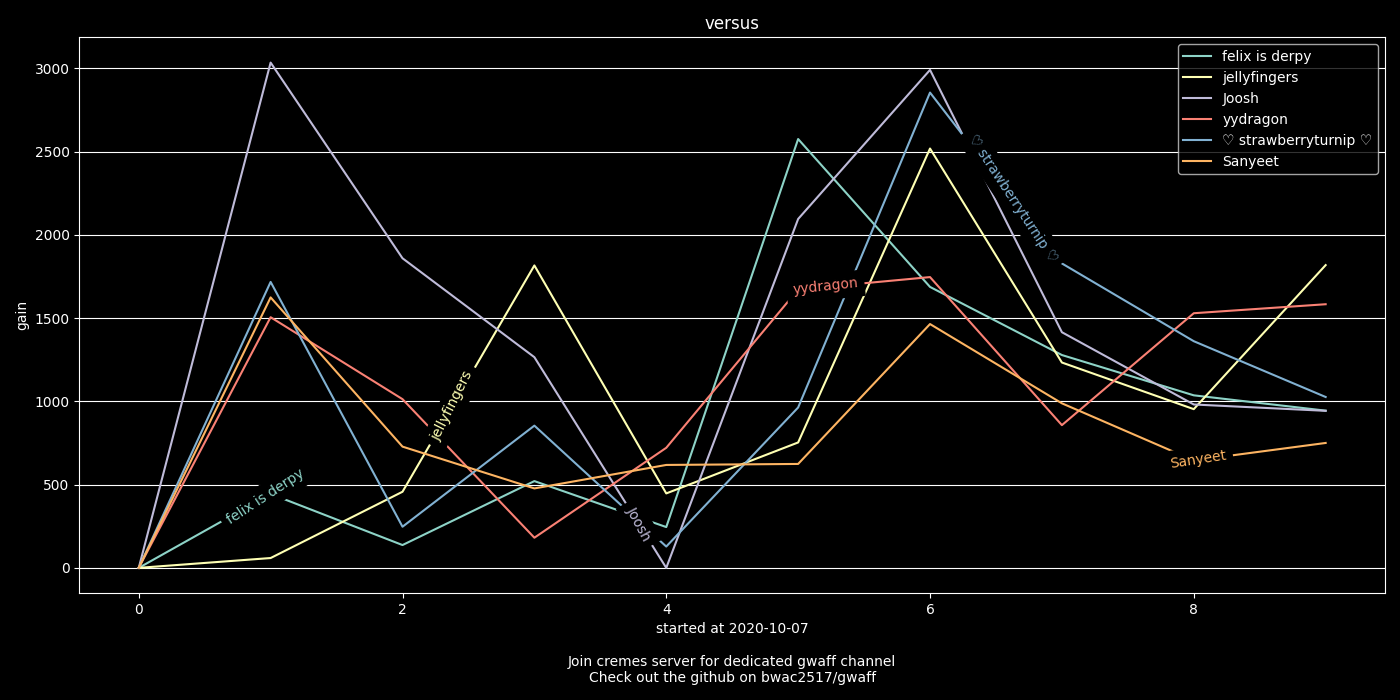 versus
3000
2500
2000
1500
1000
500
0
gain
felix is derpy
jellyfingers
Joosh
yydragon
♡ strawberryturnip ♡
Sanyeet
felix is derpy
jellyfingers
Joosh
yydragon
♡ strawberryturnip ♡
Sanyeet
0 2 4 6 8
started at 2020-10-07
Join cremes server for dedicated gwaff channel
Check out the github on bwac2517/gwaff